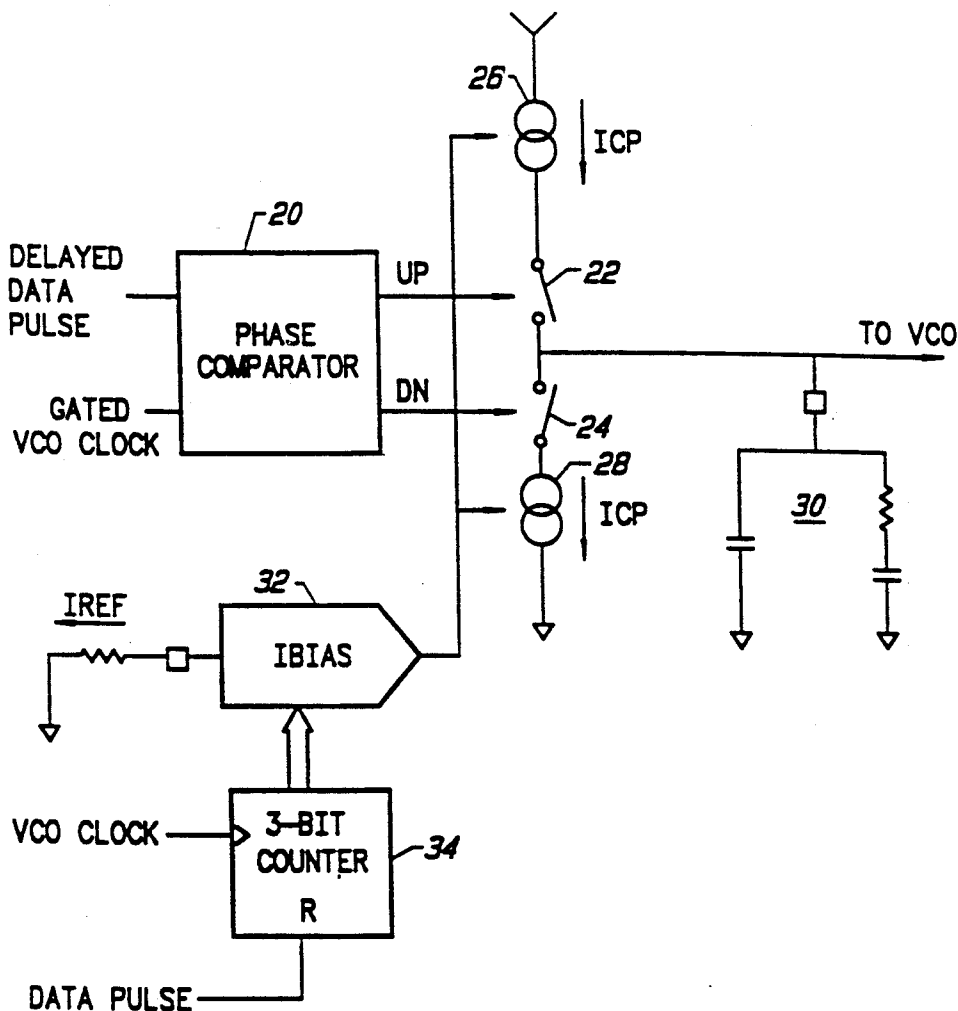 26
ICP
20
DELAYED
DATA
PULSE
UP
22
PHASE
COMPARATOR
TO VCO
DN
GATED
VCO CLOCK
24
28
ICP
30
32
IREF
IBIAS
VCO CLOCK
3-BIT
COUNTER
34
R
DATA PULSE